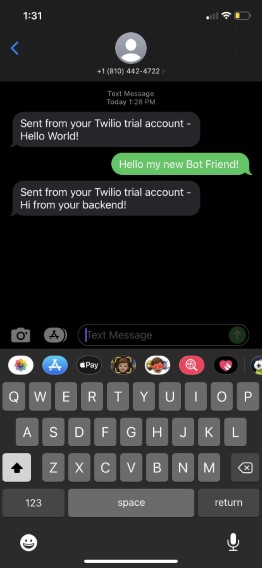 1:31
+1 (810) 442-4722
Text Message
Today 1:28 PM
Sent from your Twilio trial account -
Hello World!
Hello my new Bot Friend!
Sent from your Twilio trial account -
Hi from your backend!
Text Message
Pay
Q W E R T Y U I O P
A S D F G H J K L
Z X C V B N M
123 space return